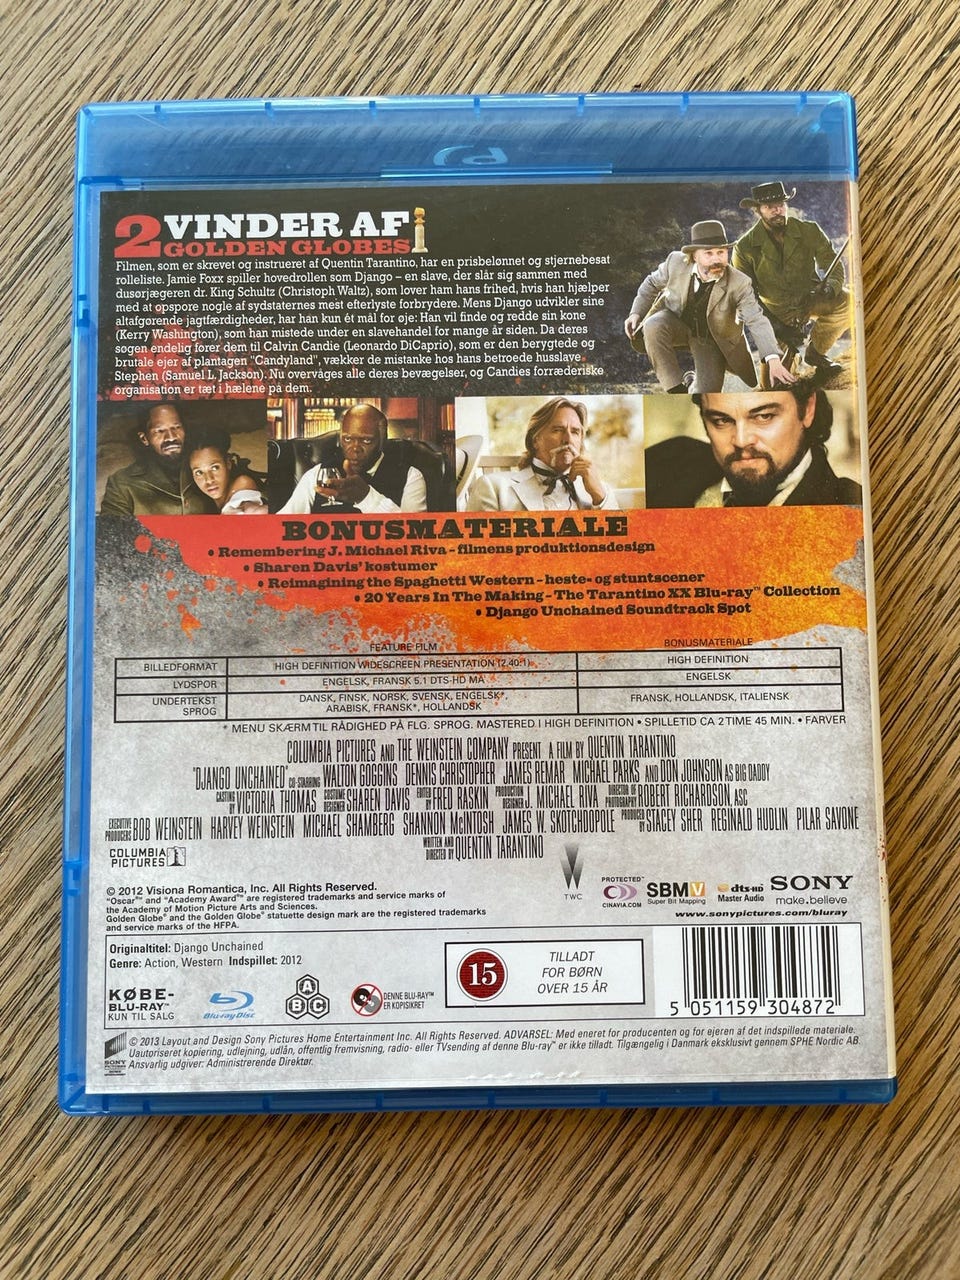 2 VINDER AF
GOLDEN GLOBES
Filmen, som er skrevet og instrueret af Quentin Tarantino, har en prisbelønnet og stjernebesat
rolleliste. Jamie Foxx spiller hovedrollen som Django – en slave, der slår sig sammen med
dusørjægeren dr. King Schultz (Christoph Waltz), som lover ham hans frihed, hvis han hjælper
med at opspore nogle af sydstaternes mest efterlyste forbrydere. Mens Django udvikler sine
altafgørende jagtfærdigheder, har han kun ét mål for øje: Han vil finde og redde sin kone
(Kerry Washington), som han mistede under en slavehandel for mange år siden. Da deres
søgen endelig fører dem til Calvin Candie (Leonardo DiCaprio), som er den berygtede og
brutale ejer af plantagen "Candyland", vækker de mistanke hos hans betroede husslave
Stephen (Samuel L. Jackson). Nu overvåges alle deres bevægelser, og Candies forræderiske
organisation er tæt i hælene på dem.
BONUSMATERIALE
• Remembering J. Michael Riva – filmens produktionsdesign
• Sharen Davis' kostumer
• Reimagining the Spaghetti Western – heste- og stuntscener
• 20 Years In The Making – The Tarantino XX Blu-ray™ Collection
• Django Unchained Soundtrack Spot
FEATURE FILM BONUSMATERIALE
BILLEDFORMAT HIGH DEFINITION WIDESCREEN PRESENTATION (2.40:1) HIGH DEFINITION
LYDSPOR ENGELSK, FRANSK 5.1 DTS-HD MA ENGELSK
UNDERTEKST SPROG DANSK, FINSK, NORSK, SVENSK, ENGELSK*,
ARABISK, FRANSK*, HOLLANDSK FRANSK, HOLLANDSK, ITALIENSK
* MENU SKÆRM TIL RÅDIGHED PÅ FLG. SPROG. MASTERED IN HIGH DEFINITION • SPILLETID CA 2 TIME 45 MIN. • FARVER
COLUMBIA PICTURES AND THE WEINSTEIN COMPANY PRESENT A FILM BY QUENTIN TARANTINO
"DJANGO UNCHAINED" CO-STARRING WALTON GOGGINS DENNIS CHRISTOPHER JAMES REMAR MICHAEL PARKS AND DON JOHNSON AS BIG DADDY
CASTING BY VICTORIA THOMAS COSTUME DESIGNER SHAREN DAVIS EDITED BY FRED RASKIN PRODUCTION DESIGNER J. MICHAEL RIVA DIRECTOR OF PHOTOGRAPHY ROBERT RICHARDSON, ASC
EXECUTIVE PRODUCERS BOB WEINSTEIN HARVEY WEINSTEIN MICHAEL SHAMBERG SHANNON McINTOSH JAMES W. SKOTCHDOPOLE PRODUCED BY STACEY SHER REGINALD HUDLIN PILAR SAVONE
WRITTEN AND DIRECTED BY QUENTIN TARANTINO
COLUMBIA
PICTURES
TWC
PROTECTED™
CINAVIA.COM
SBMV
Super Bit Mapping
dts-HD
Master Audio
SONY
make.believe
www.sonypictures.com/bluray
© 2012 Visiona Romantica, Inc. All Rights Reserved.
"Oscar®" and "Academy Award®" are registered trademarks and service marks of
the Academy of Motion Picture Arts and Sciences.
Golden Globe® and the Golden Globe® statuette design mark are the registered trademarks
and service marks of the HFPA.
Originaltitel: Django Unchained
Genre: Action, Western Indspillet: 2012
KØBE-
BLU-RAY™
KUN TIL SALG
Blu-ray Disc
A
B C
DENNE BLU-RAY™
ER KOPISIKRET
15
TILLADT
FOR BØRN
OVER 15 ÅR
5 051159 304872
SONY
PICTURES
© 2013 Layout and Design Sony Pictures Home Entertainment Inc. All Rights Reserved. ADVARSEL: Med eneret for producenten og for ejeren af det indspillede materiale.
Uautoriseret kopiering, udlejning, udlån, offentlig fremvisning, radio- eller TVsending af denne Blu-ray™ er ikke tilladt. Tilgængelig i Danmark eksklusivt gennem SPHE Nordic AB.
Ansvarlig udgiver: Administrerende Direktør.